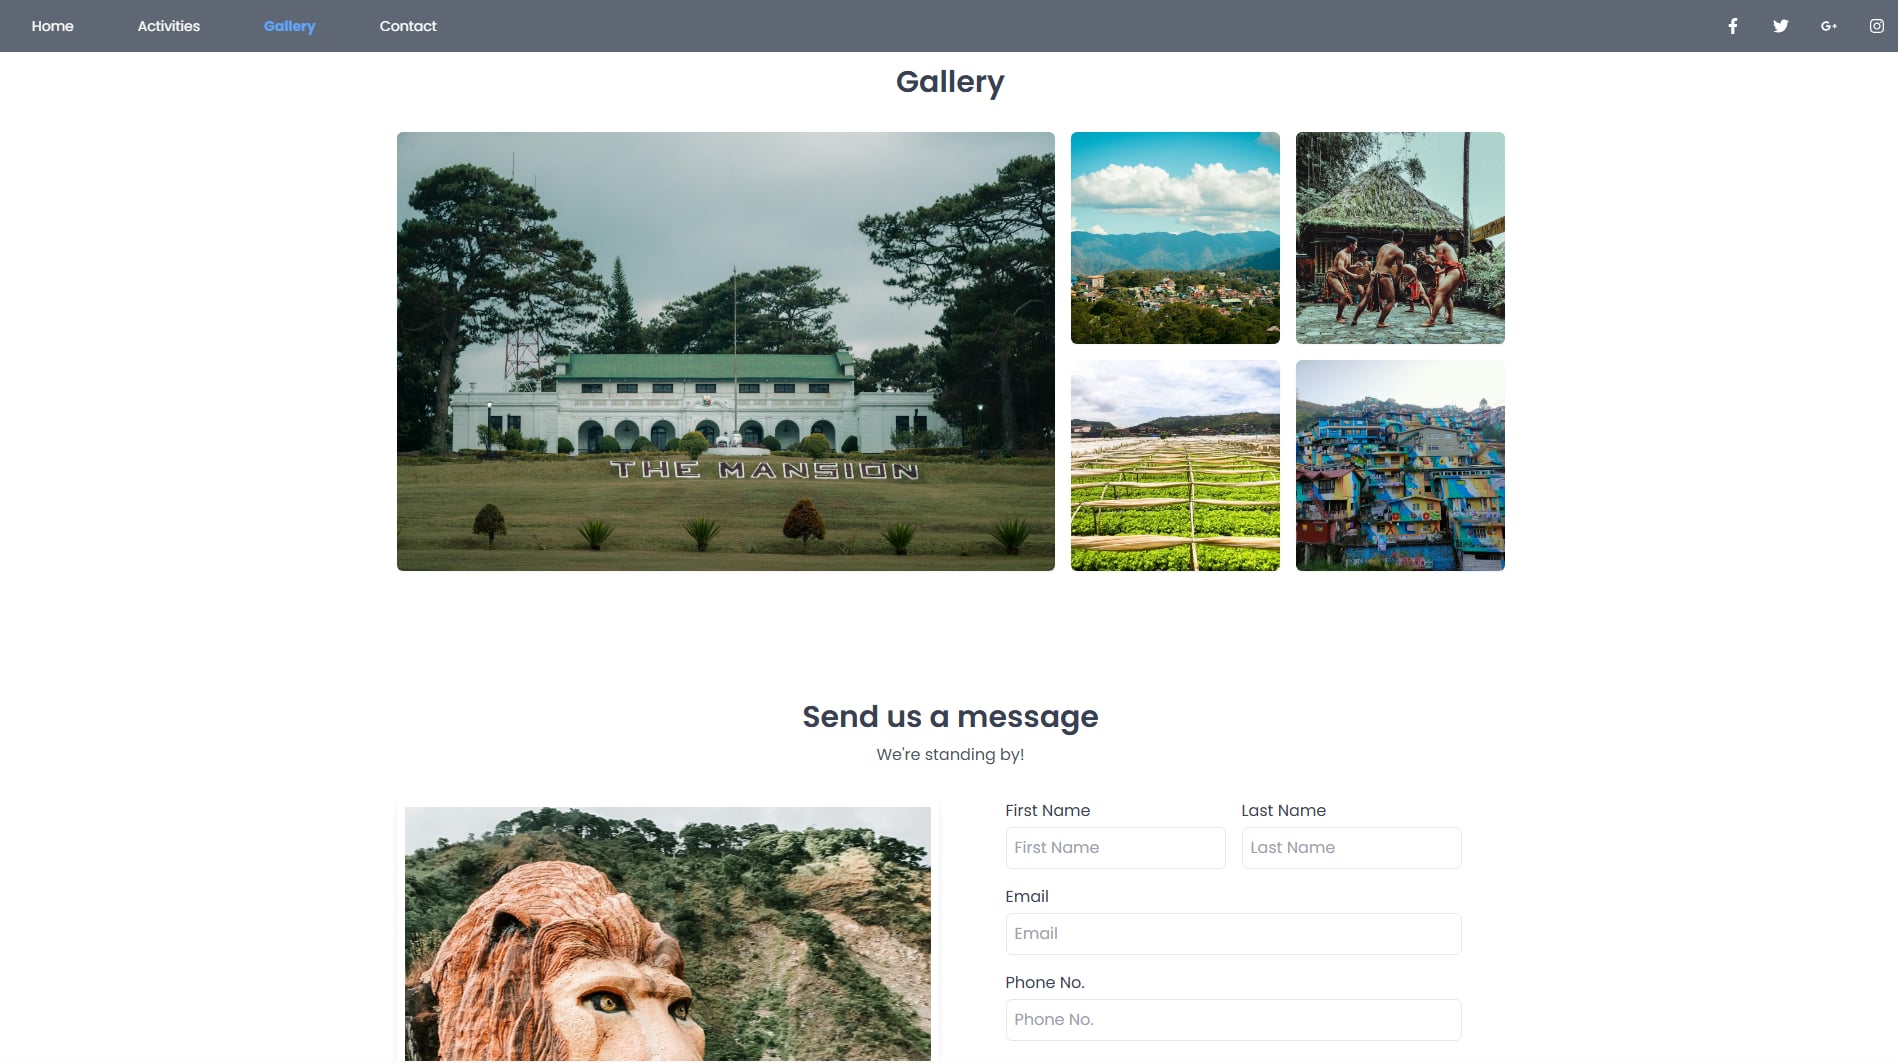 Home Activities Gallery Contact
Gallery
THE MANSION
Send us a message
We're standing by!
First Name Last Name
First Name Last Name
Email
Email
Phone No.
Phone No.